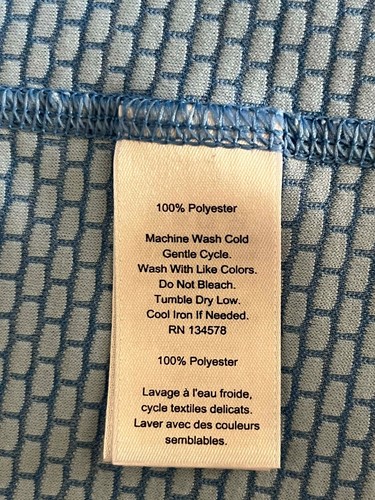 100% Polyester
Machine Wash Cold
Gentle Cycle.
Wash With Like Colors.
Do Not Bleach.
Tumble Dry Low.
Cool Iron If Needed.
RN 134578
100% Polyester
Lavage à l'eau froide,
cycle textiles delicats.
Laver avec des couleurs
semblables.